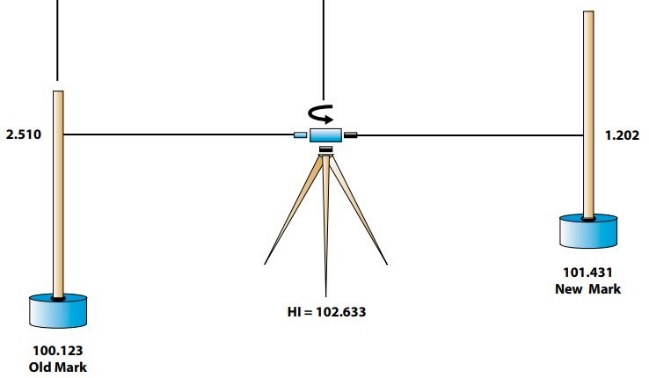 2.510
1.202
101.431
New Mark
HI = 102.633
100.123
Old Mark